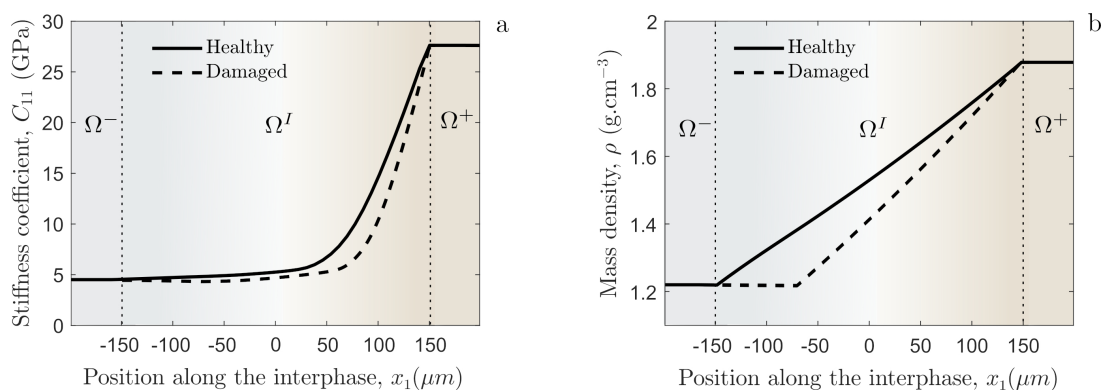 a
Stiffness coefficient, C₁₁ (GPa)
30
25
20
15
10
5
0
Healthy
Damaged
Ω⁻
Ωᴵ
Ω⁺
-150 -100 -50 0 50 100 150
Position along the interphase, x₁(μm)
b
Mass density, ρ (g.cm⁻³)
2
1.8
1.6
1.4
1.2
Healthy
Damaged
Ω⁻
Ωᴵ
Ω⁺
-150 -100 -50 0 50 100 150
Position along the interphase, x₁(μm)